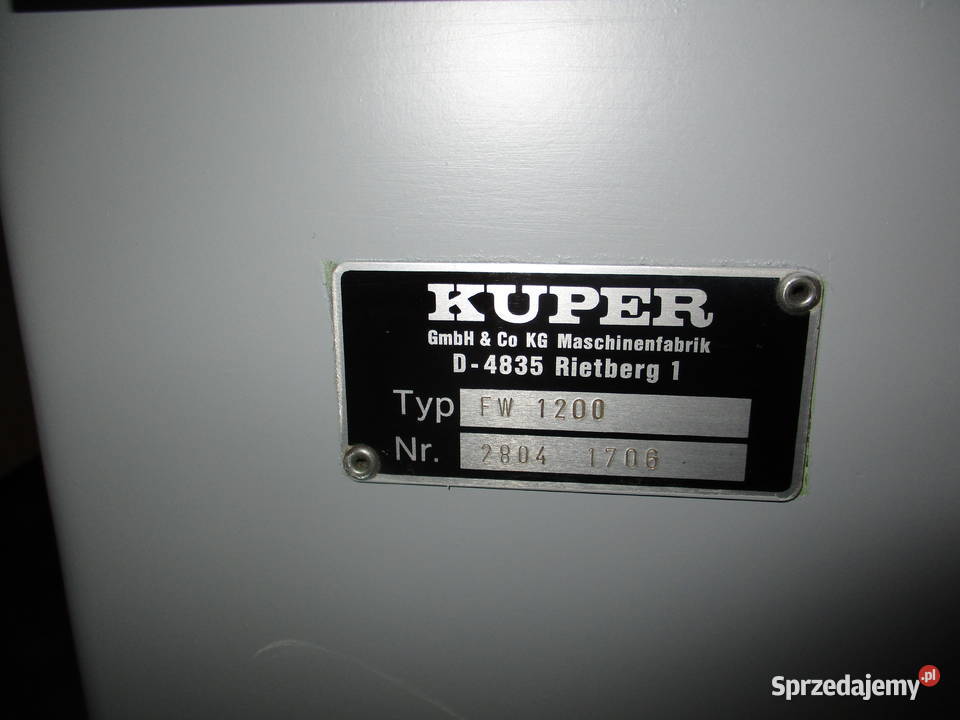 KUPER
GmbH & Co KG Maschinenfabrik
D-4835 Rietberg 1
Typ FW 1200
Nr. 2804 1706
Sprzedajemy.pl